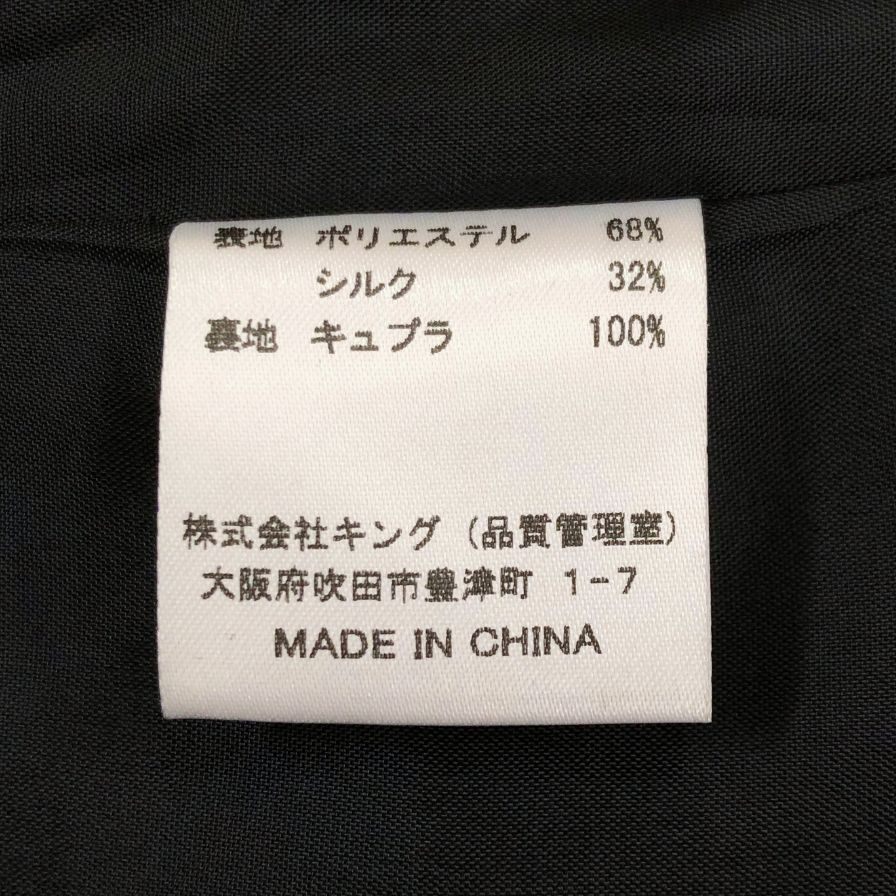 表地 ポリエステル 68%
シルク 32%
裏地 キュプラ 100%
株式会社キング (品質管理室)
大阪府吹田市豊津町 1-7
MADE IN CHINA